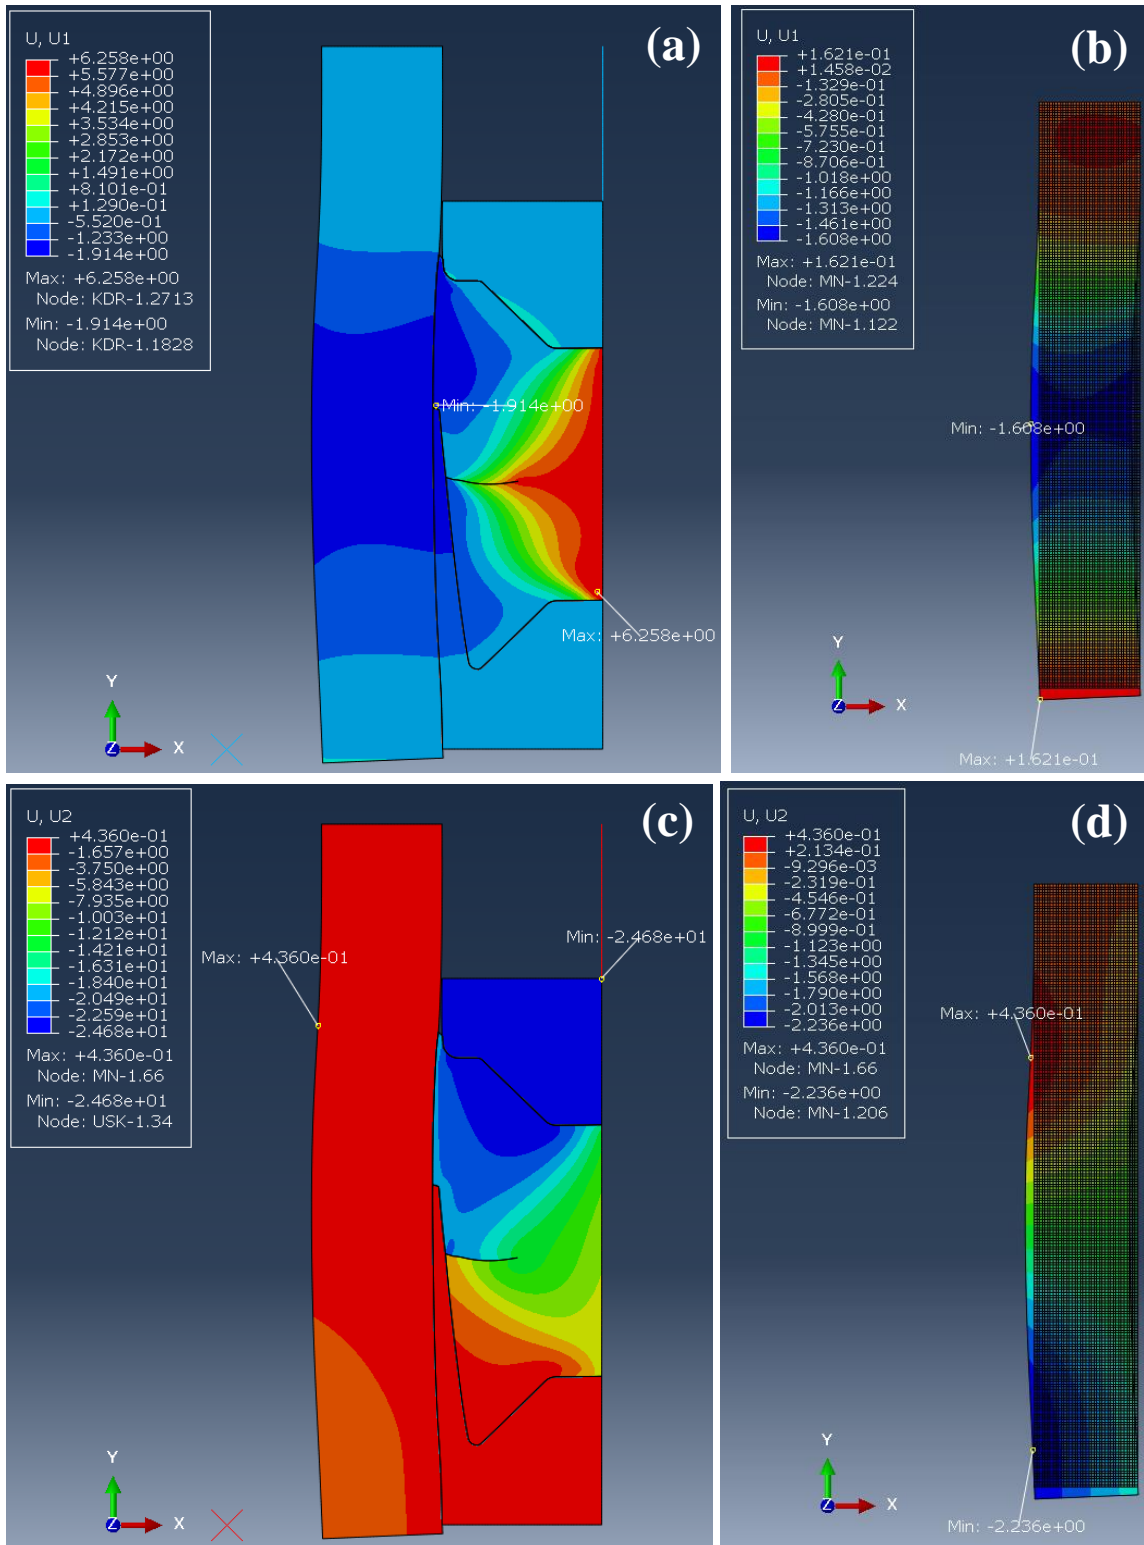 (a)
U, U1
+6.258e+00
+5.577e+00
+4.896e+00
+4.215e+00
+3.534e+00
+2.853e+00
+2.172e+00
+1.491e+00
+8.101e-01
+1.290e-01
-5.520e-01
-1.233e+00
-1.914e+00
Max: +6.258e+00
Node: KDR-1.2713
Min: -1.914e+00
Node: KDR-1.1828
Min: -1.914e+00
Max: +6.258e+00
Y
Z
X
(b)
U, U1
+1.621e-01
+1.458e-02
-1.329e-01
-2.805e-01
-4.280e-01
-5.755e-01
-7.230e-01
-8.706e-01
-1.018e+00
-1.166e+00
-1.313e+00
-1.461e+00
-1.608e+00
Max: +1.621e-01
Node: MN-1.224
Min: -1.608e+00
Node: MN-1.122
Min: -1.608e+00
Y
Z
X
Max: +1.621e-01
(c)
U, U2
+4.360e-01
-1.657e+00
-3.750e+00
-5.843e+00
-7.935e+00
-1.003e+01
-1.212e+01
-1.421e+01
-1.631e+01
-1.840e+01
-2.049e+01
-2.259e+01
-2.468e+01
Max: +4.360e-01
Node: MN-1.66
Min: -2.468e+01
Node: USK-1.34
Min: -2.468e+01
Max: +4.360e-01
Y
Z
X
(d)
U, U2
+4.360e-01
+2.134e-01
-9.296e-03
-2.319e-01
-4.546e-01
-6.772e-01
-8.999e-01
-1.123e+00
-1.345e+00
-1.568e+00
-1.790e+00
-2.013e+00
-2.236e+00
Max: +4.360e-01
Node: MN-1.66
Min: -2.236e+00
Node: MN-1.206
Max: +4.360e-01
Y
Z
X
Min: -2.236e+00